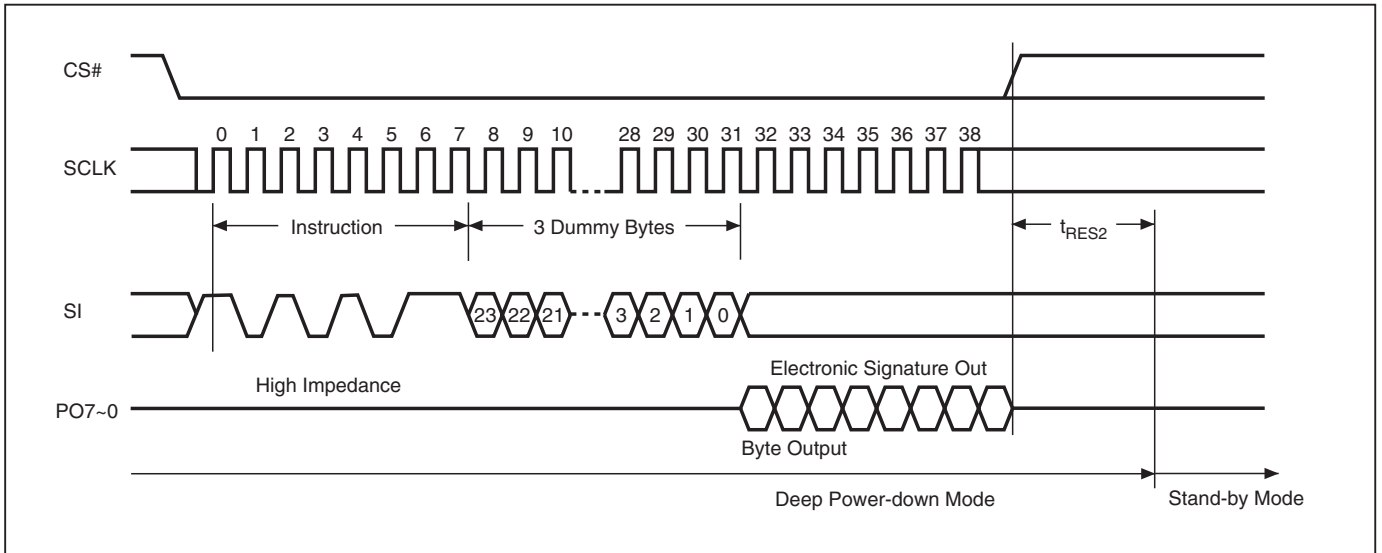 CS#
0 1 2 3 4 5 6 7 8 9 10 28 29 30 31 32 33 34 35 36 37 38
SCLK
Instruction 3 Dummy Bytes tRES2
SI 23 22 21 3 2 1 0
Electronic Signature Out
High Impedance
PO7~0
Byte Output
Deep Power-down Mode Stand-by Mode